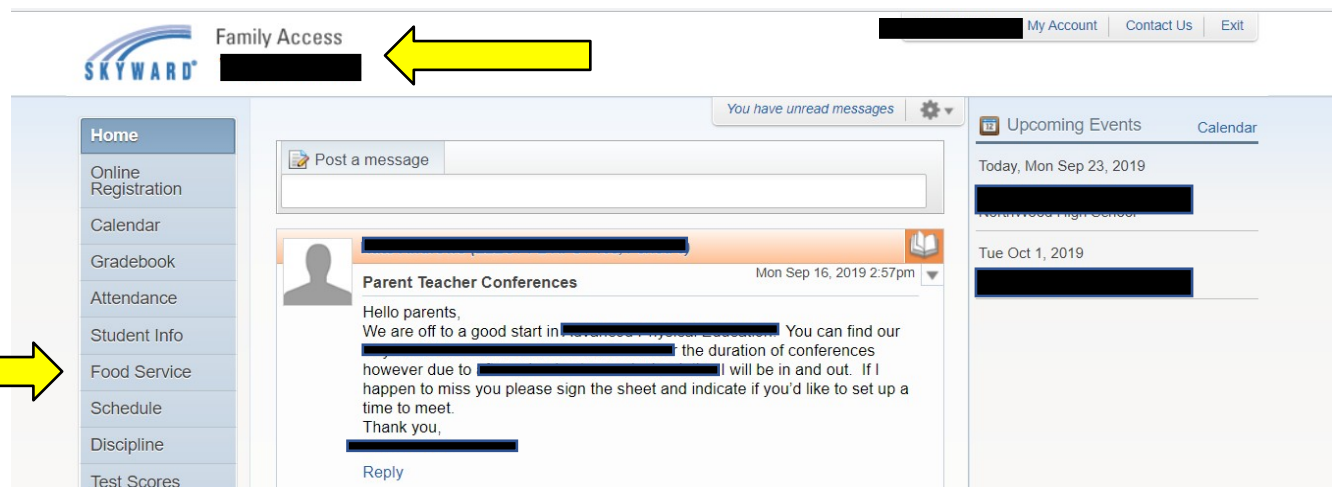 Family Access
SKYWARD
My Account
Contact Us
Exit
You have unread messages
Home
Online
Registration
Calendar
Gradebook
Attendance
Student Info
Food Service
Schedule
Discipline
Test Scores
Post a message
Parent Teacher Conferences
Mon Sep 16, 2019 2:57pm
Hello parents,
We are off to a good start in You can find our
the duration of conferences
however due to I will be in and out. If I
happen to miss you please sign the sheet and indicate if you'd like to set up a
time to meet.
Thank you,
Reply
12
Upcoming Events
Calendar
Today, Mon Sep 23, 2019
Tue Oct 1, 2019